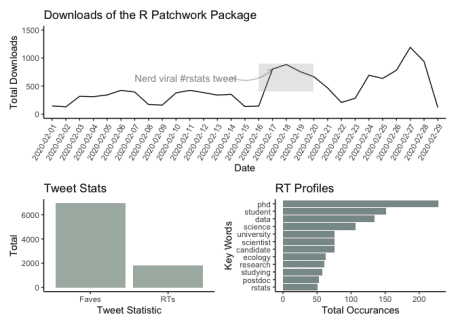 Downloads of the R Patchwork Package
Total Downloads
1500
1000
500
0
Nerd viral #rstats tweet
2020-02-01
2020-02-02
2020-02-03
2020-02-04
2020-02-05
2020-02-06
2020-02-07
2020-02-08
2020-02-09
2020-02-10
2020-02-11
2020-02-12
2020-02-13
2020-02-14
2020-02-15
2020-02-16
2020-02-17
2020-02-18
2020-02-19
2020-02-20
2020-02-21
2020-02-22
2020-02-23
2020-02-24
2020-02-25
2020-02-26
2020-02-27
2020-02-28
2020-02-29
Date
Tweet Stats
Total
6000
4000
2000
0
Faves
RTs
Tweet Statistic
RT Profiles
Key Words
phd
student
data
science
university
scientist
candidate
ecology
research
studying
postdoc
rstats
0
50
100
150
200
Total Occurances